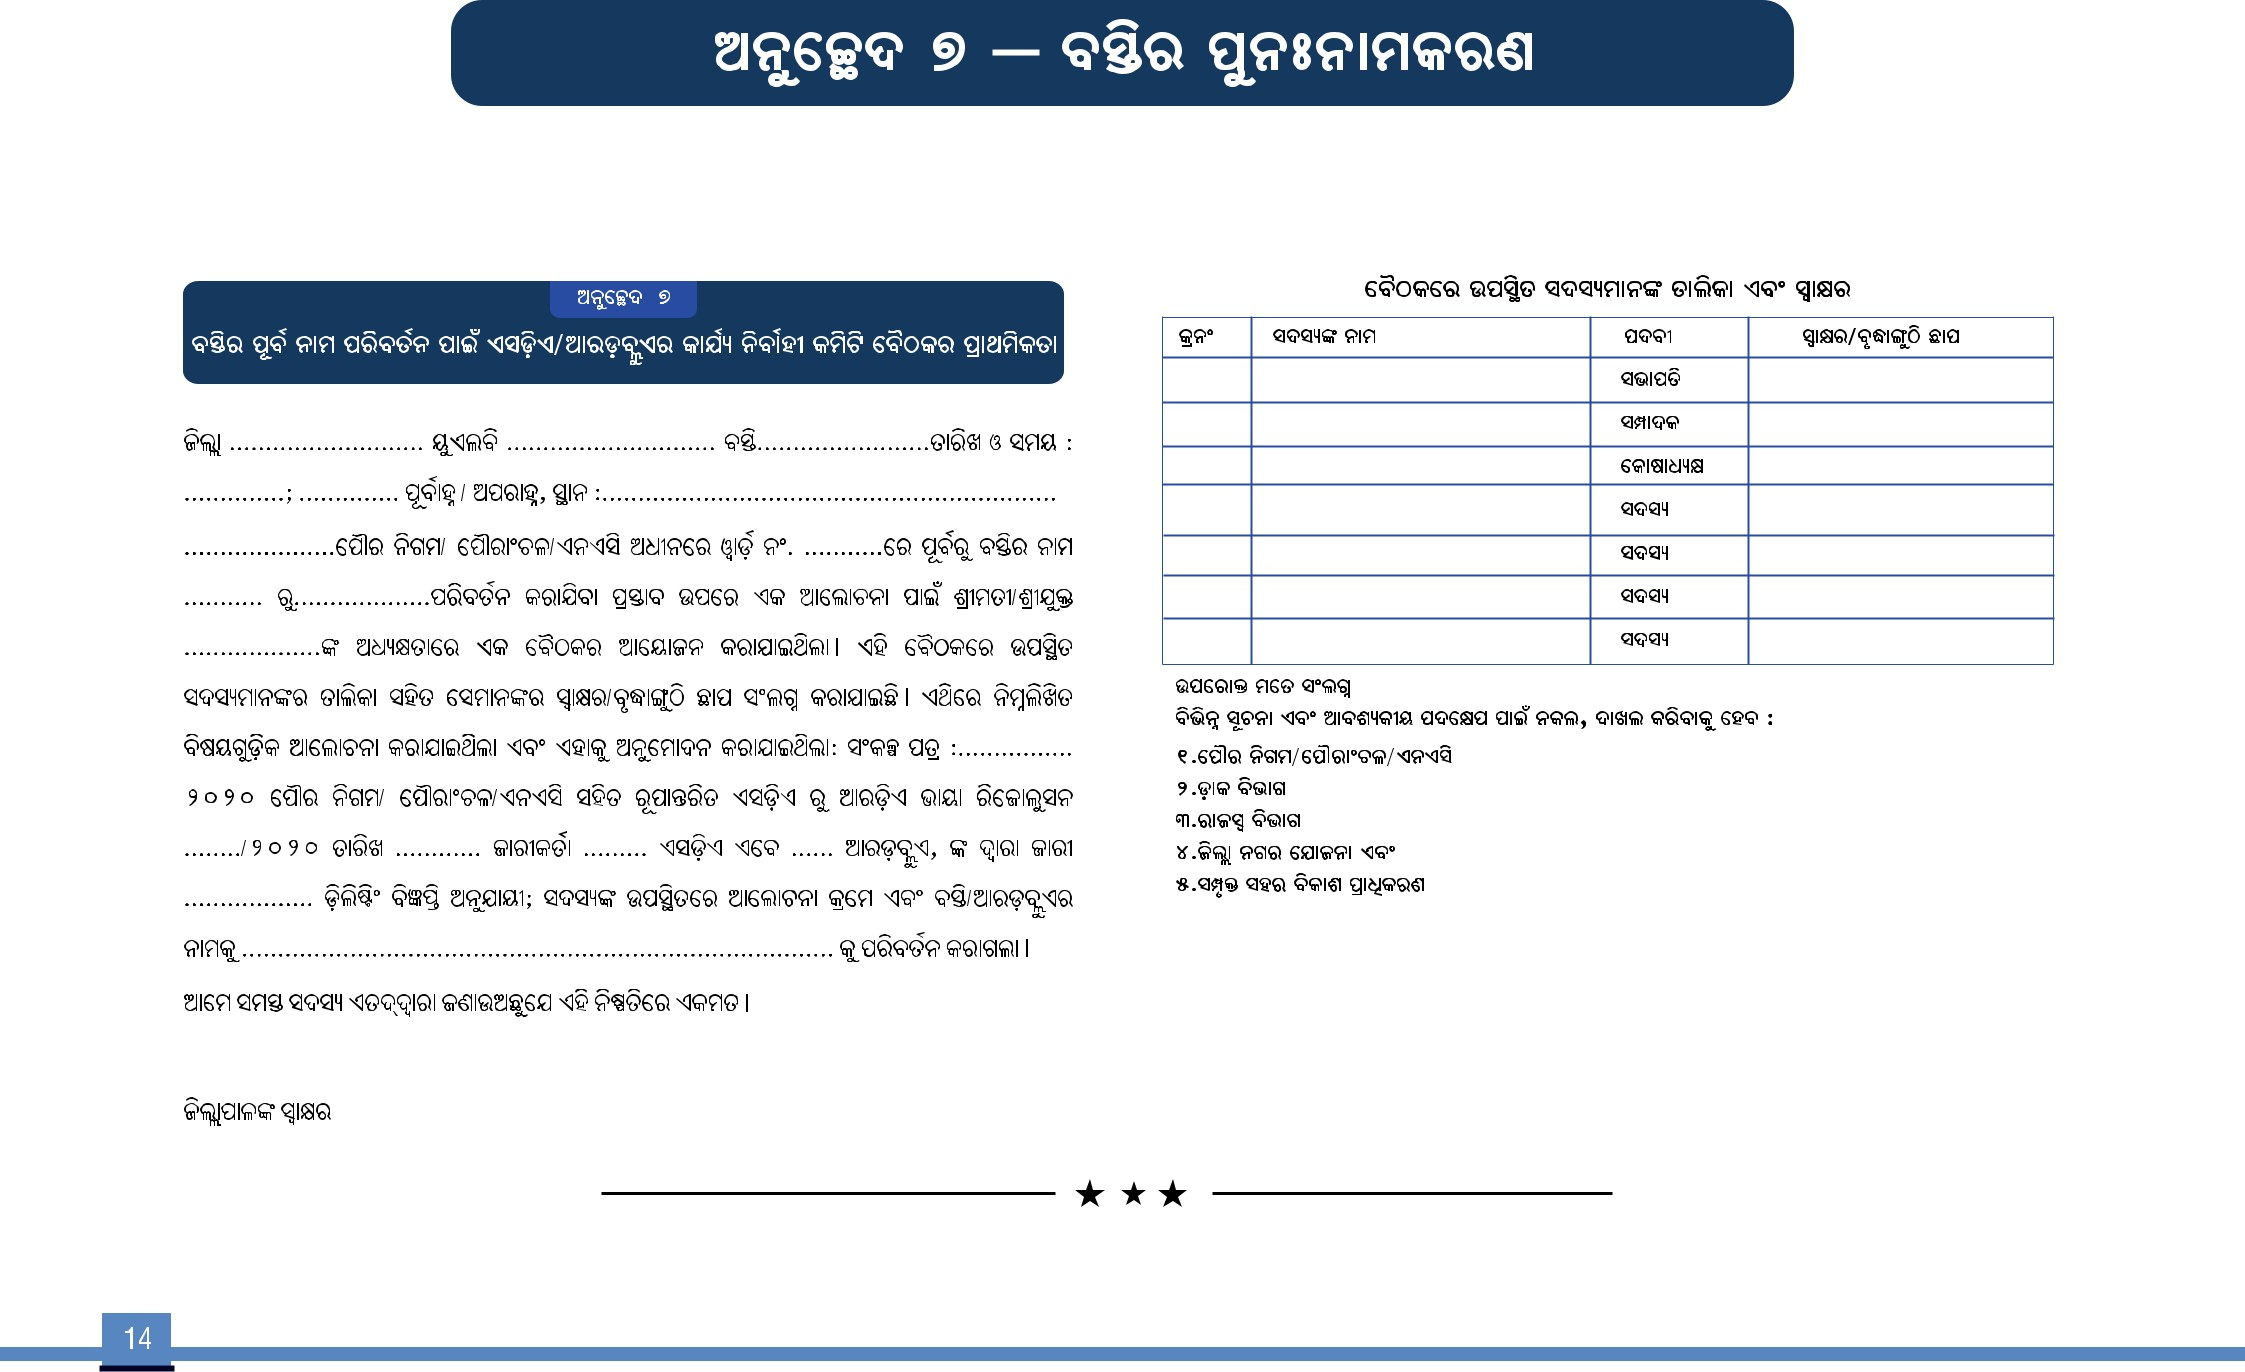 ଅନୁଚ୍ଛେଦ ୭ — ବସ୍ତିର ପୁନଃନାମକରଣ
ଅନୁଚ୍ଛେଦ ୭
ବସ୍ତିର ପୂର୍ବ ନାମ ପରିବର୍ତନ ପାଇଁ ଏସଡ଼ିଏ/ଆରଡ଼ବ୍ଲୁଏର କାର୍ଯ୍ୟ ନିର୍ବାହୀ କମିଟି ବୈଠକର ପ୍ରାଥମିକତା
ଜିଲ୍ଲା ........................... ୟୁଏଲବି ............................. ବସ୍ତି........................ତାରିଖ ଓ ସମୟ :
..............; .............. ପୂର୍ବାହ୍ନ / ଅପରାହ୍ନ, ସ୍ଥାନ :...............................................................
.....................ପୌର ନିଗମ/ ପୌରାଂଚଳ/ଏନଏସି ଅଧୀନରେ ୱାର୍ଡ଼ ନଂ. ...........ରେ ପୂର୍ବରୁ ବସ୍ତିର ନାମ
........... ରୁ...................ପରିବର୍ତନ କରାଯିବା ପ୍ରସ୍ତାବ ଉପରେ ଏକ ଆଲୋଚନା ପାଇଁ ଶ୍ରୀମତୀ/ଶ୍ରୀଯୁକ୍ତ
...................ଙ୍କ ଅଧ୍ୟକ୍ଷତାରେ ଏକ ବୈଠକର ଆୟୋଜନ କରାଯାଇଥିଲା। ଏହି ବୈଠକରେ ଉପସ୍ଥିତ
ସଦସ୍ୟମାନଙ୍କର ତାଲିକା ସହିତ ସେମାନଙ୍କର ସ୍ୱାକ୍ଷର/ବୃଦ୍ଧାଙ୍ଗୁଠି ଛାପ ସଂଲଗ୍ନ କରାଯାଇଛି। ଏଥିରେ ନିମ୍ନଲିଖିତ
ବିଷୟଗୁଡ଼ିକ ଆଲୋଚନା କରାଯାଇଥିଲା ଏବଂ ଏହାକୁ ଅନୁମୋଦନ କରାଯାଇଥିଲା: ସଂକଳ୍ପ ପତ୍ର :................
୨୦୨୦ ପୌର ନିଗମ/ ପୌରାଂଚଳ/ଏନଏସି ସହିତ ରୂପାନ୍ତରିତ ଏସଡ଼ିଏ ରୁ ଆରଡ଼ିଏ ଭାୟା ରିଜୋଲୁସନ
......../୨୦୨୦ ତାରିଖ ............ ଜାରୀକର୍ତା ......... ଏସଡ଼ିଏ ଏବେ ...... ଆରଡ଼ବ୍ଲୁଏ, ଙ୍କ ଦ୍ୱାରା ଜାରୀ
.................. ଡ଼ିଲିଷ୍ଟିଂ ବିଜ୍ଞପ୍ତି ଅନୁଯାୟୀ; ସଦସ୍ୟଙ୍କ ଉପସ୍ଥିତରେ ଆଲୋଚନା କ୍ରମେ ଏବଂ ବସ୍ତି/ଆରଡ଼ବ୍ଲୁଏର
ନାମକୁ .................................................................................. କୁ ପରିବର୍ତନ କରାଗଲା।
ଆମେ ସମସ୍ତ ସଦସ୍ୟ ଏତଦ୍‌ଦ୍ୱାରା ଜଣାଉଅଛୁଯେ ଏହି ନିଷ୍ପତିରେ ଏକମତ।
ଜିଲ୍ଲାପାଳଙ୍କ ସ୍ୱାକ୍ଷର
ବୈଠକରେ ଉପସ୍ଥିତ ସଦସ୍ୟମାନଙ୍କ ତାଲିକା ଏବଂ ସ୍ୱାକ୍ଷର
କ୍ରନଂ ସଦସ୍ୟଙ୍କ ନାମ ପଦବୀ ସ୍ୱାକ୍ଷର/ବୃଦ୍ଧାଙ୍ଗୁଠି ଛାପ
ସଭାପତି
ସମ୍ପାଦକ
କୋଷାଧ୍ୟକ୍ଷ
ସଦସ୍ୟ
ସଦସ୍ୟ
ସଦସ୍ୟ
ସଦସ୍ୟ
ଉପରୋକ୍ତ ମତେ ସଂଲଗ୍ନ
ବିଭିନ୍ନ ସୂଚନା ଏବଂ ଆବଶ୍ୟକୀୟ ପଦକ୍ଷେପ ପାଇଁ ନକଲ, ଦାଖଲ କରିବାକୁ ହେବ :
୧.ପୌର ନିଗମ/ପୌରାଂଚଳ/ଏନଏସି
୨.ଡ଼ାକ ବିଭାଗ
୩.ରାଜସ୍ୱ ବିଭାଗ
୪.ଜିଲ୍ଲା ନଗର ଯୋଜନା ଏବଂ
୫.ସମ୍ପୃକ୍ତ ସହର ବିକାଶ ପ୍ରାଧିକରଣ
14